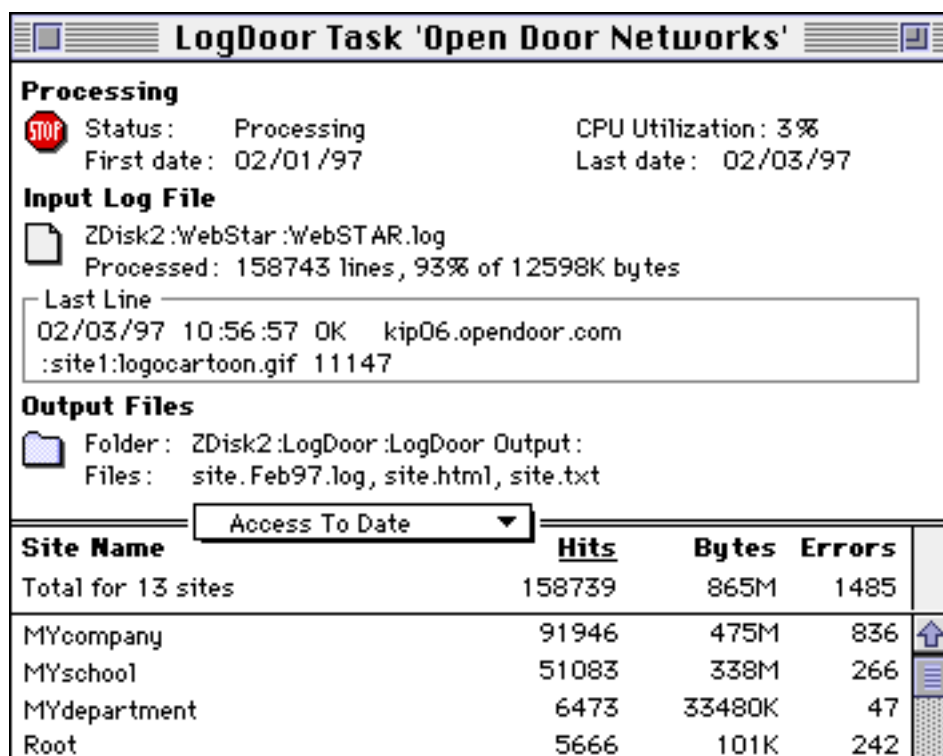 LogDoor Task 'Open Door Networks'
Processing
STOP
Status: Processing CPU Utilization: 3%
First date: 02/01/97 Last date: 02/03/97
Input Log File
ZDisk2:WebStar:WebSTAR.log
Processed: 158743 lines, 93% of 12598K bytes
Last Line
02/03/97 10:56:57 OK kip06.opendoor.com
:site1:logocartoon.gif 11147
Output Files
Folder: ZDisk2:LogDoor:LogDoor Output:
Files: site.Feb97.log, site.html, site.txt
Access To Date
Site Name Hits Bytes Errors
Total for 13 sites 158739 865M 1485
MYcompany 91946 475M 836
MYschool 51083 338M 266
MYdepartment 6473 33480K 47
Root 5666 101K 242